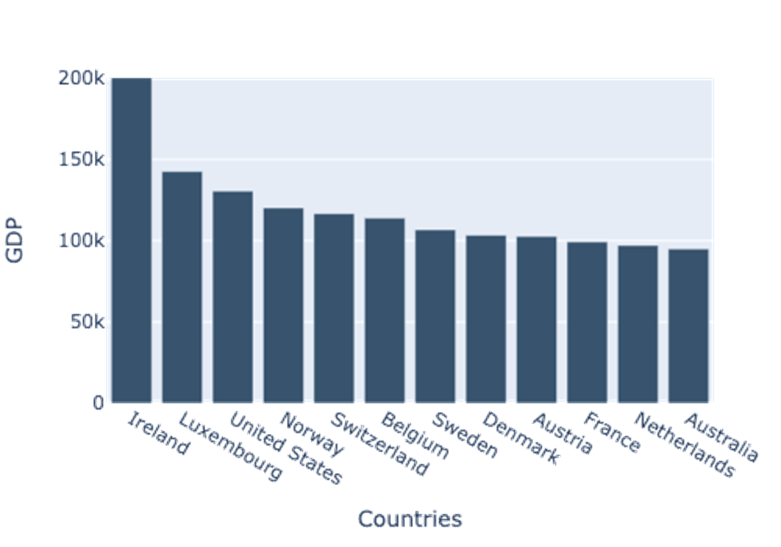 200k
150k
100k
50k
0
GDP
Ireland
Luxembourg
United States
Norway
Switzerland
Belgium
Sweden
Denmark
Austria
France
Netherlands
Australia
Countries